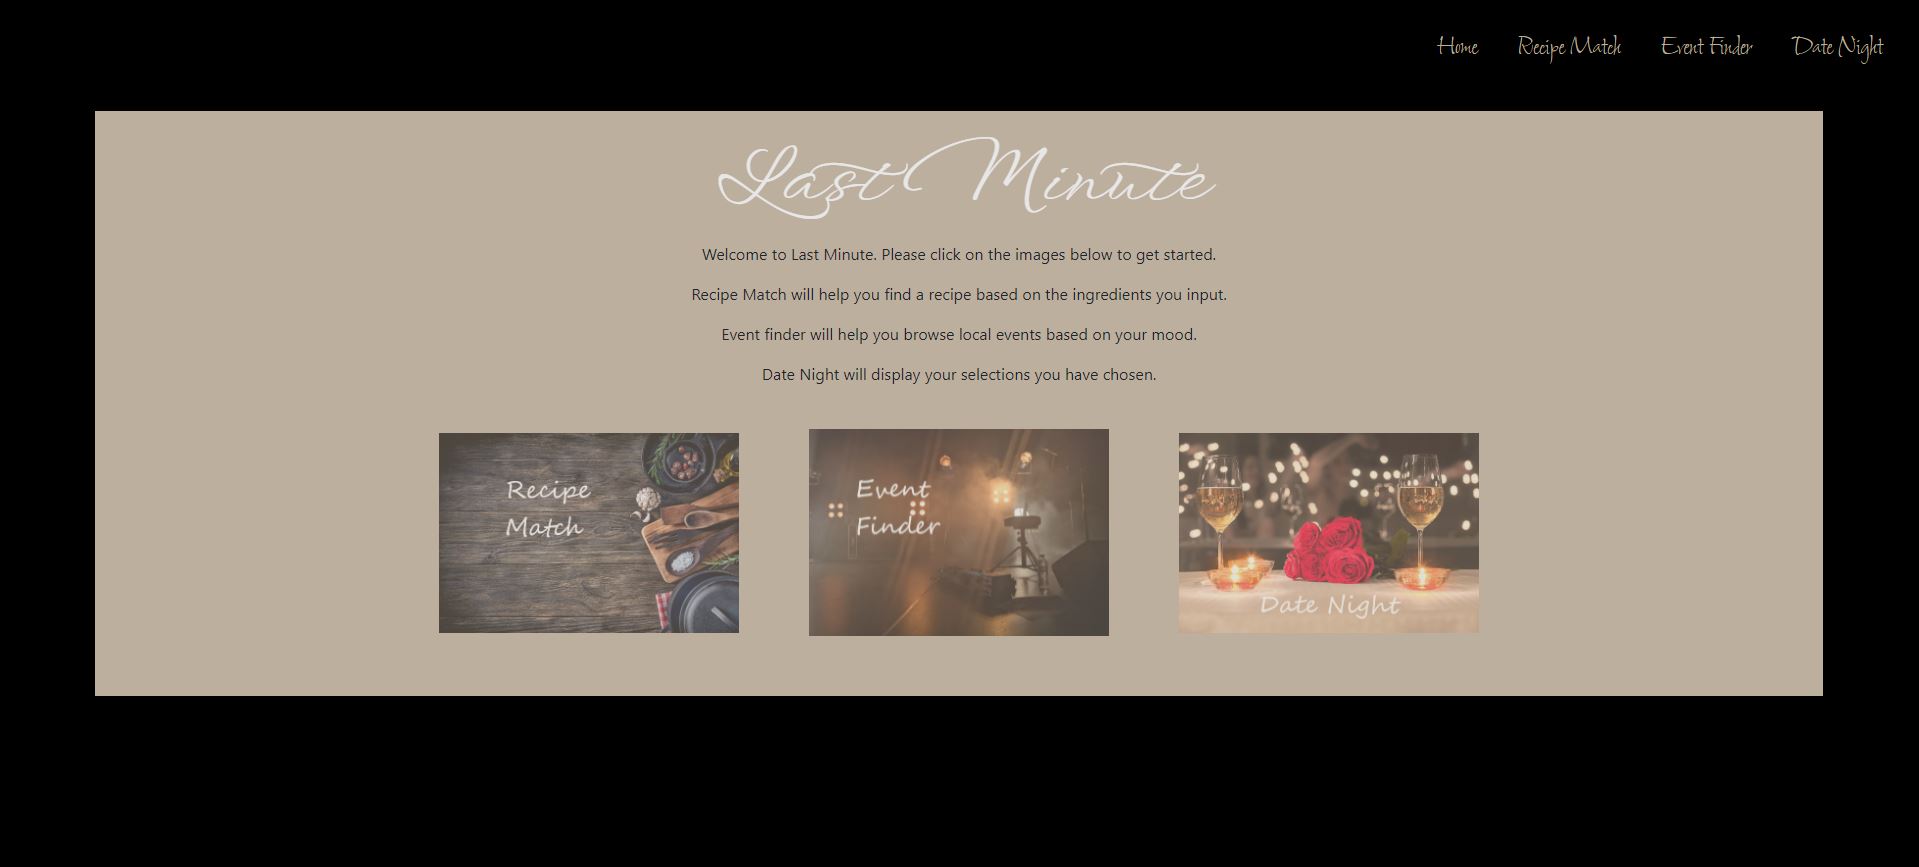 Home Recipe Match Event Finder Date Night
Last Minute
Welcome to Last Minute. Please click on the images below to get started.
Recipe Match will help you find a recipe based on the ingredients you input.
Event finder will help you browse local events based on your mood.
Date Night will display your selections you have chosen.
Recipe
Match
Event
Finder
Date Night